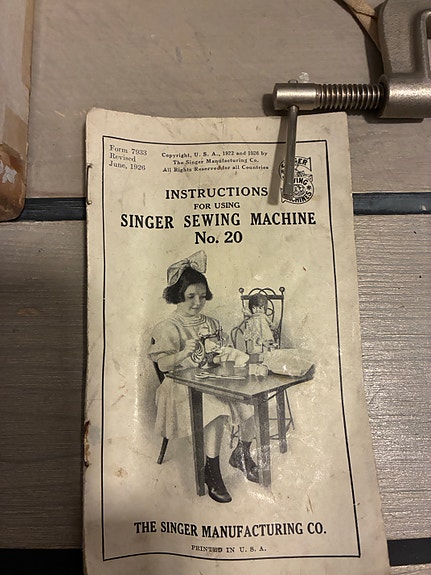 Form 7933
Revised
June, 1926
Copyright, U. S. A., 1922 and 1926 by
The Singer Manufacturing Co.
All Rights Reserved for all Countries
INSTRUCTIONS
FOR USING
SINGER SEWING MACHINE
No. 20
THE SINGER MANUFACTURING CO.
PRINTED IN U. S. A.